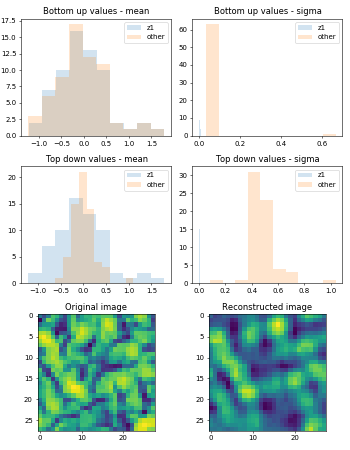 Bottom up values - mean
Bottom up values - sigma
17.5
15.0
12.5
10.0
7.5
5.0
2.5
0.0
z1
other
−1.0 −0.5 0.0 0.5 1.0 1.5
60
50
40
30
20
10
0
z1
other
0.0 0.2 0.4 0.6
Top down values - mean
Top down values - sigma
20
15
10
5
0
z1
other
−1.0 −0.5 0.0 0.5 1.0 1.5
30
25
20
15
10
5
0
z1
other
0.0 0.2 0.4 0.6 0.8 1.0
Original image
Reconstructed image
0
5
10
15
20
25
0 10 20
0
5
10
15
20
25
0 10 20